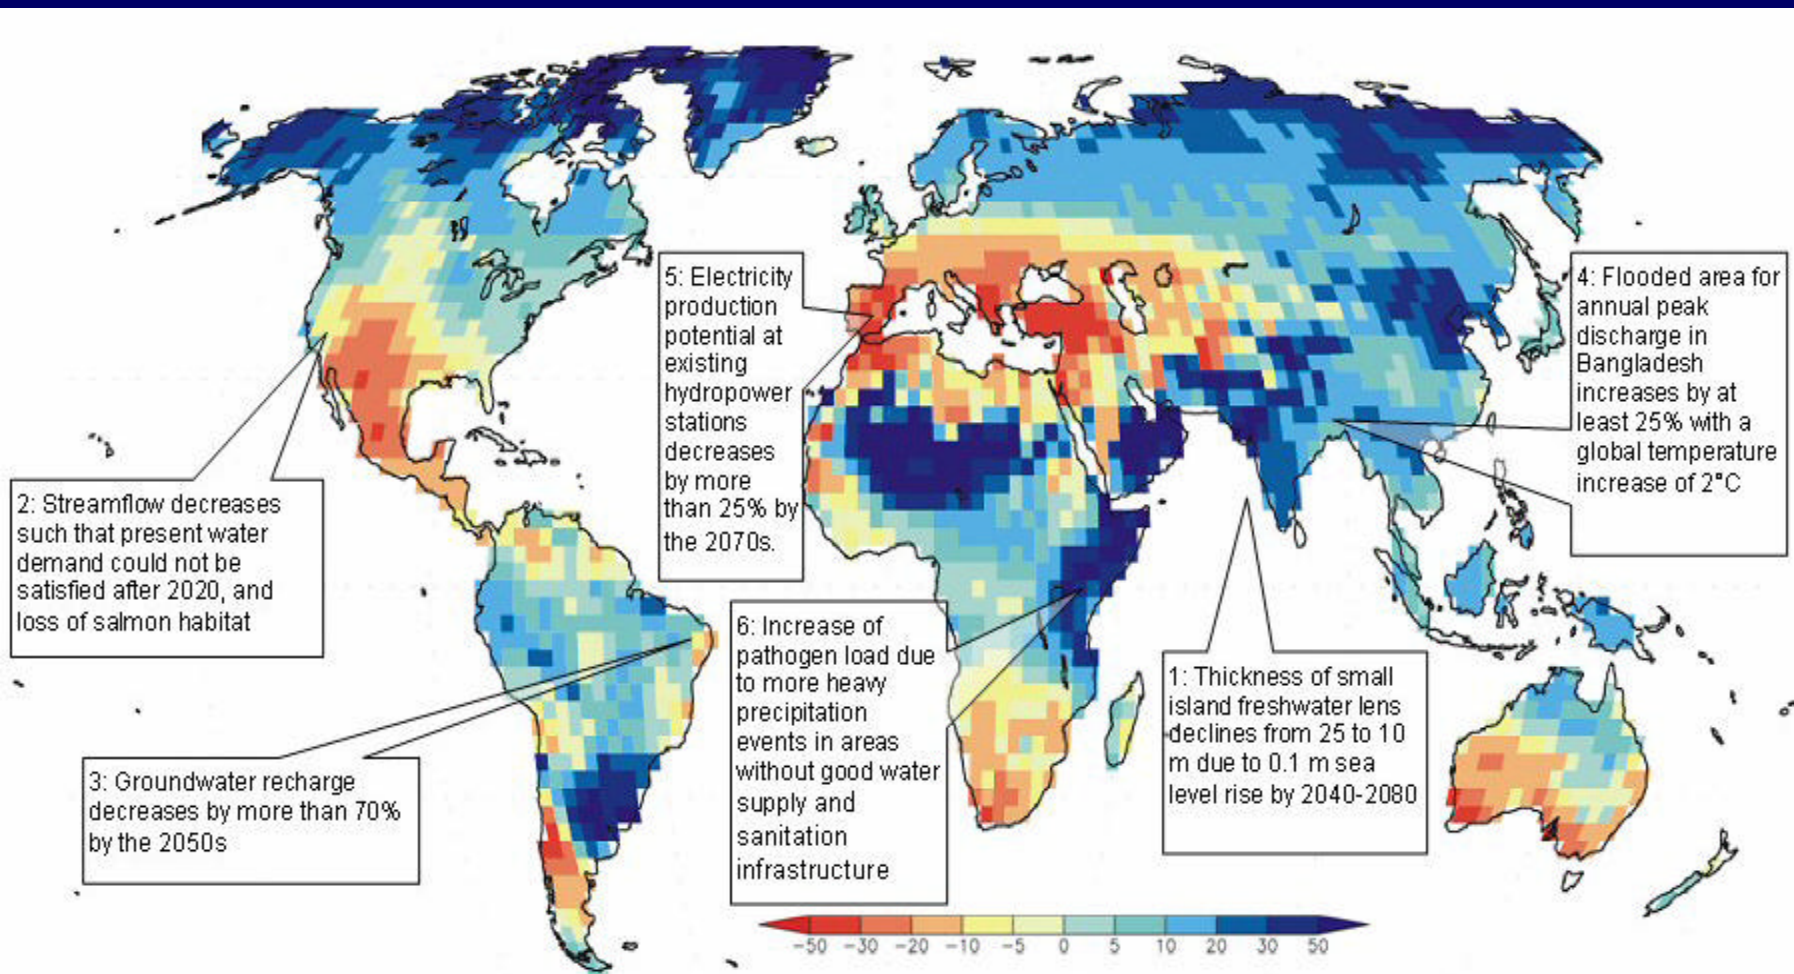 5: Electricity
production
potential at
existing
hydropower
stations
decreases
by more
than 25% by
the 2070s.
4: Flooded area for
annual peak
discharge in
Bangladesh
increases by at
least 25% with a
global temperature
increase of 2°C
2: Streamflow decreases
such that present water
demand could not be
satisfied after 2020, and
loss of salmon habitat
6: Increase of
pathogen load due
to more heavy
precipitation
events in areas
without good water
supply and
sanitation
infrastructure
1: Thickness of small
island freshwater lens
declines from 25 to 10
m due to 0.1 m sea
level rise by 2040-2080
3: Groundwater recharge
decreases by more than 70%
by the 2050s
-50 -30 -20 -10 -5 0 5 10 20 30 50